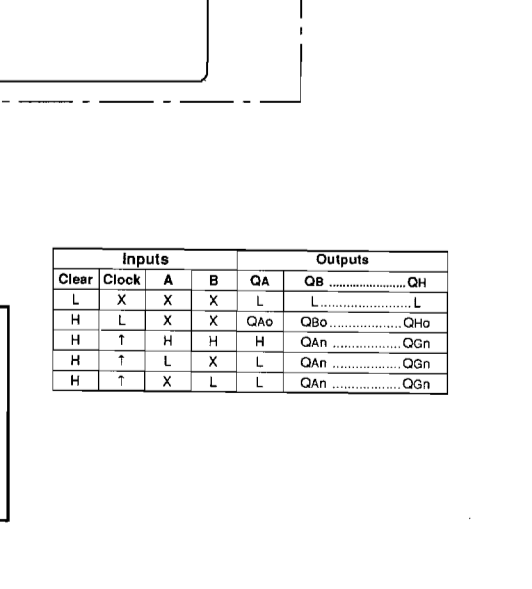 Inputs Outputs
Clear Clock A B QA QB ....................... QH
L X X X L L........................L
H L X X QAo QBo...................QHo
H ↑ H H H QAn ...................QGn
H ↑ L X L QAn ...................QGn
H ↑ X L L QAn ...................QGn